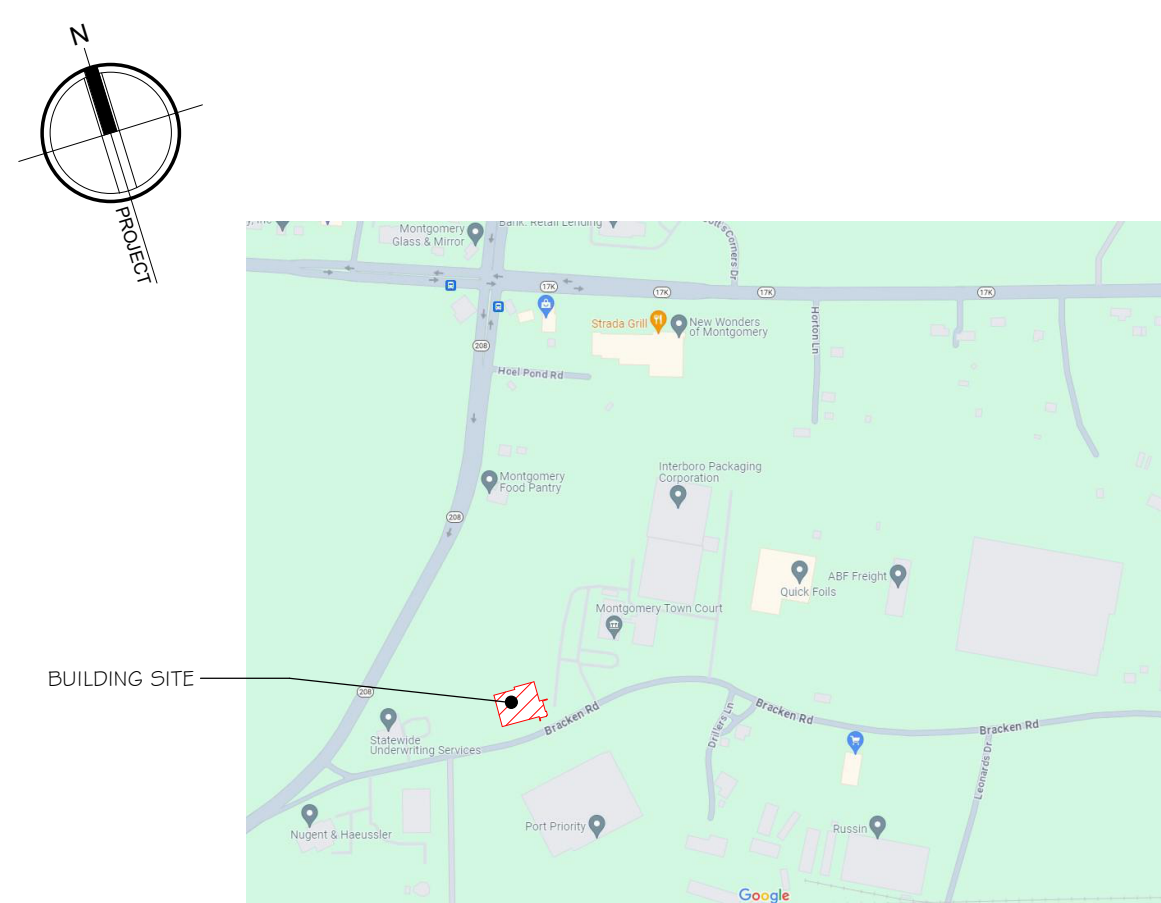 N
PROJECT
Bank: Retail Lending
Montgomery
Glass & Mirror
Corners Dr
17K
17K
17K
17K
Strada Grill
New Wonders
of Montgomery
Horton Ln
208
Hoel Pond Rd
Interboro Packaging
Corporation
Montgomery
Food Pantry
208
ABF Freight
Quick Foils
Montgomery Town Court
BUILDING SITE
208
Bracken Rd
Bracken Rd
Drillers Ln
Bracken Rd
Statewide
Underwriting Services
Leonards Dr
Port Priority
Russin
Nugent & Haeussler
Google